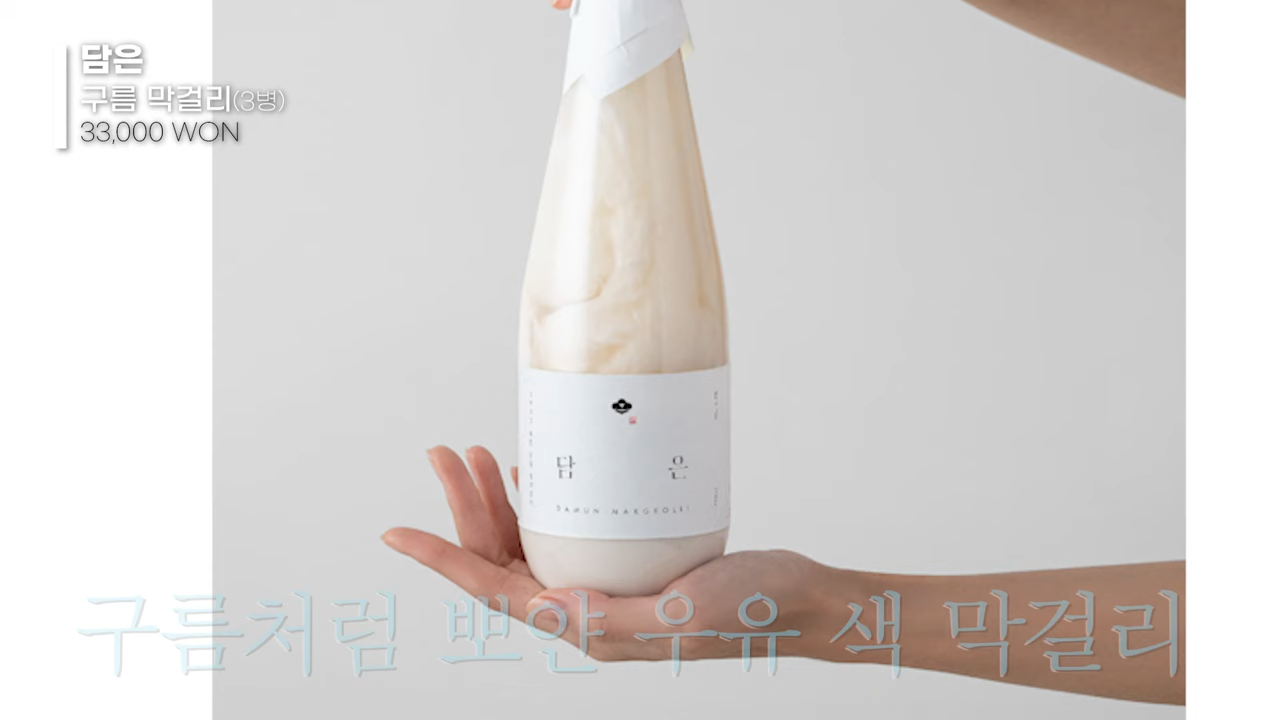 담은
구름 막걸리(3병)
33,000 WON
담은
DAMUN MAKGEOLLI
구름처럼 뽀얀 우유 색 막걸리